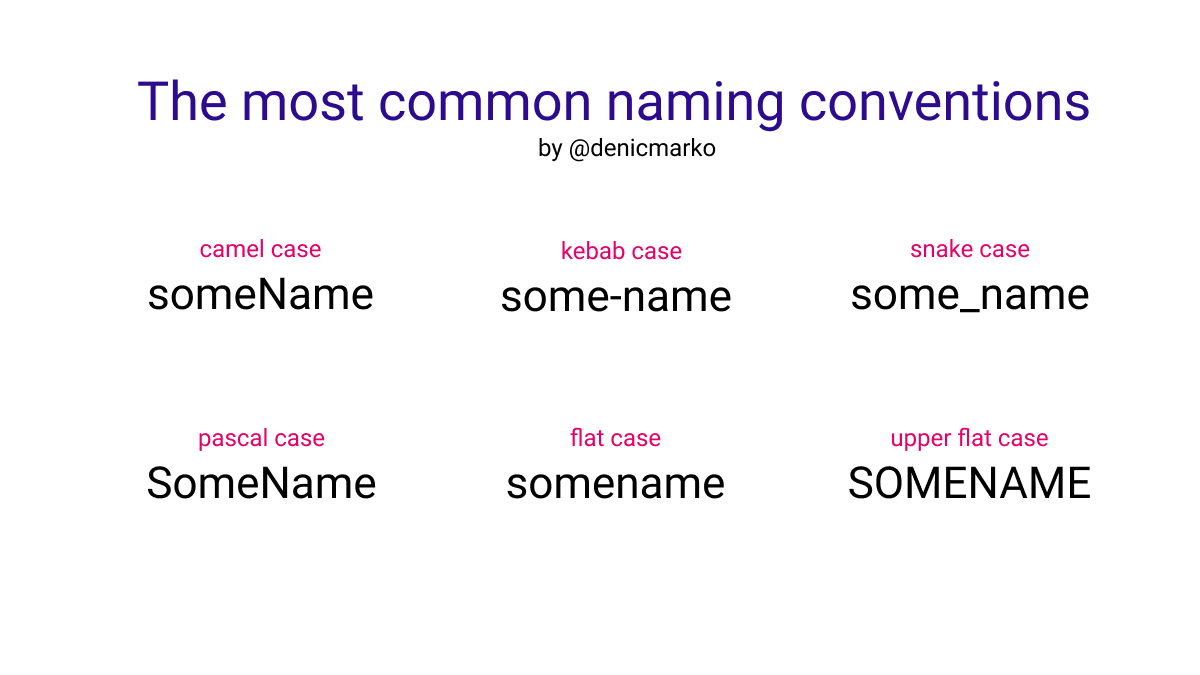 The most common naming conventions
by @denicmarko
camel case
someName
kebab case
some-name
snake case
some_name
pascal case
SomeName
flat case
somename
upper flat case
SOMENAME